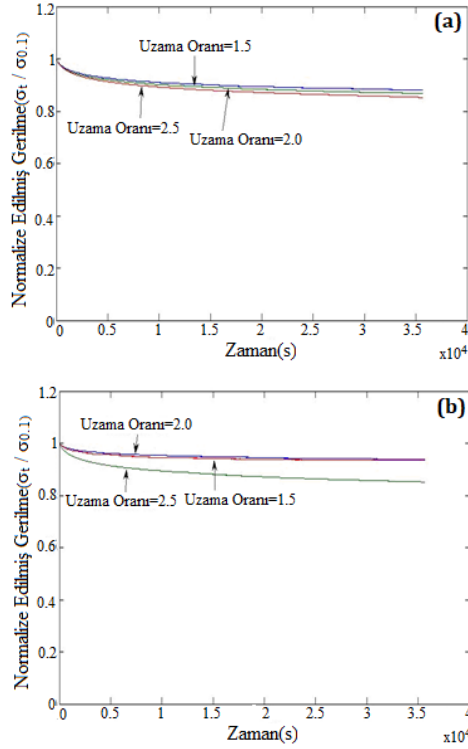 (a)
Normalize Edilmiş Gerilme(σt / σ0.1)
1.2
1
0.8
0.6
0.4
0.2
0
Uzama Oranı=1.5
Uzama Oranı=2.5
Uzama Oranı=2.0
0 0.5 1 1.5 2 2.5 3 3.5 4
x10⁴
Zaman(s)
(b)
Normalize Edilmiş Gerilme(σt / σ0.1)
1.2
1
0.8
0.6
0.4
0.2
0
Uzama Oranı=2.0
Uzama Oranı=2.5
Uzama Oranı=1.5
0 0.5 1 1.5 2 2.5 3 3.5 4
x10⁴
Zaman(s)